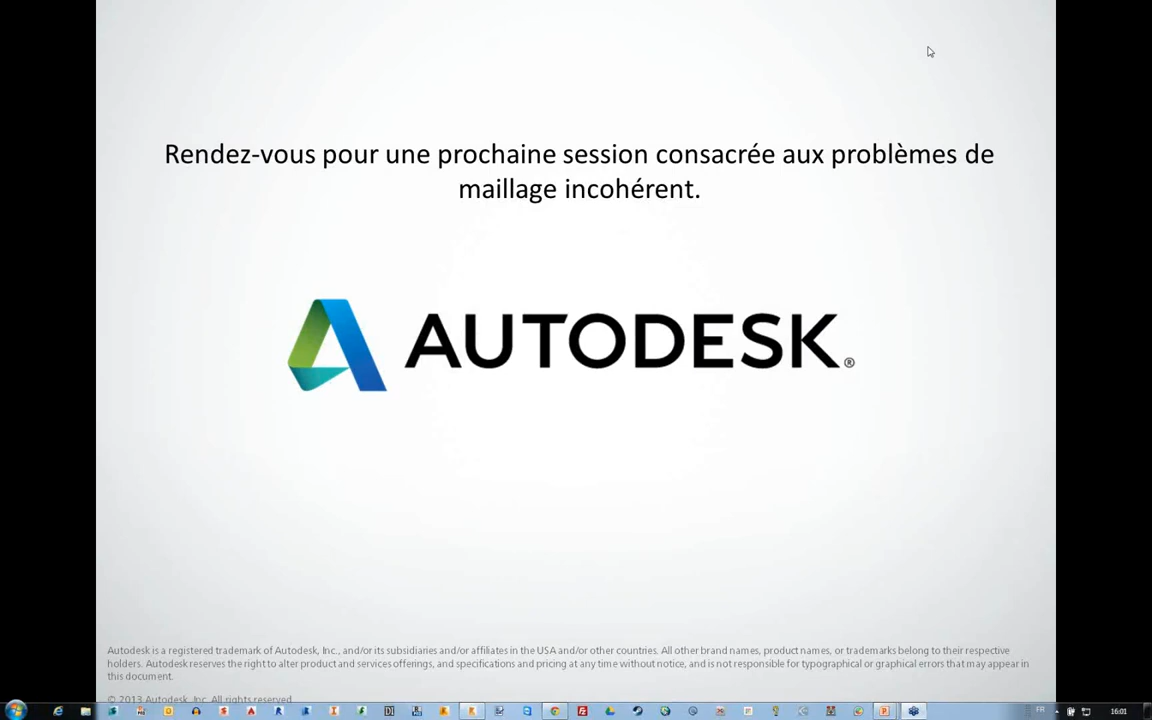 Rendez-vous pour une prochaine session consacrée aux problèmes de
maillage incohérent.
AUTODESK®
Autodesk is a registered trademark of Autodesk, Inc., and/or its subsidiaries and/or affiliates in the USA and/or other countries. All other brand names, product names, or trademarks belong to their respective
holders. Autodesk reserves the right to alter product and services offerings, and specifications and pricing at any time without notice, and is not responsible for typographical or graphical errors that may appear in
this document.
© 2013 Autodesk, Inc. All rights reserved
FR
16:01